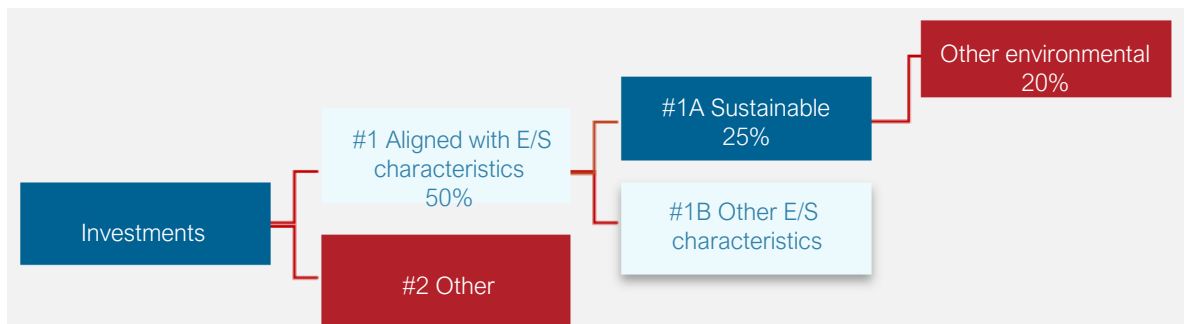 Investments
#1 Aligned with E/S
characteristics
50%
#2 Other
#1A Sustainable
25%
#1B Other E/S
characteristics
Other environmental
20%